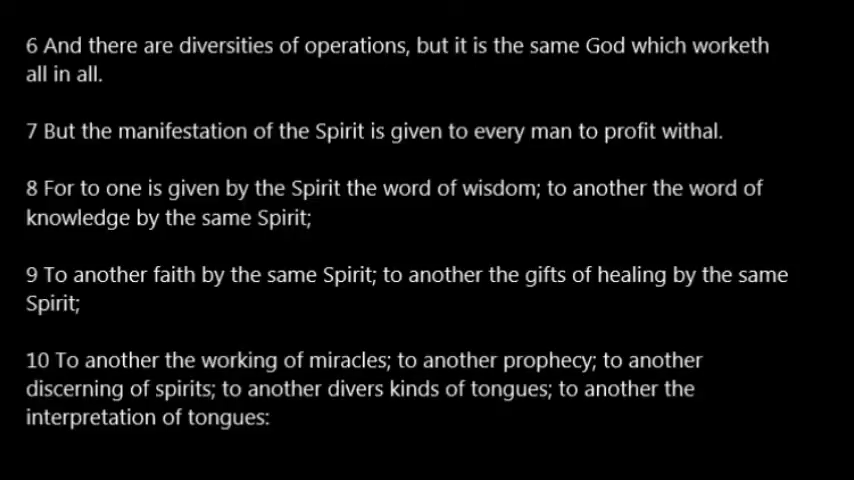 6 And there are diversities of operations, but it is the same God which worketh
all in all.
7 But the manifestation of the Spirit is given to every man to profit withal.
8 For to one is given by the Spirit the word of wisdom; to another the word of
knowledge by the same Spirit;
9 To another faith by the same Spirit; to another the gifts of healing by the same
Spirit;
10 To another the working of miracles; to another prophecy; to another
discerning of spirits; to another divers kinds of tongues; to another the
interpretation of tongues: